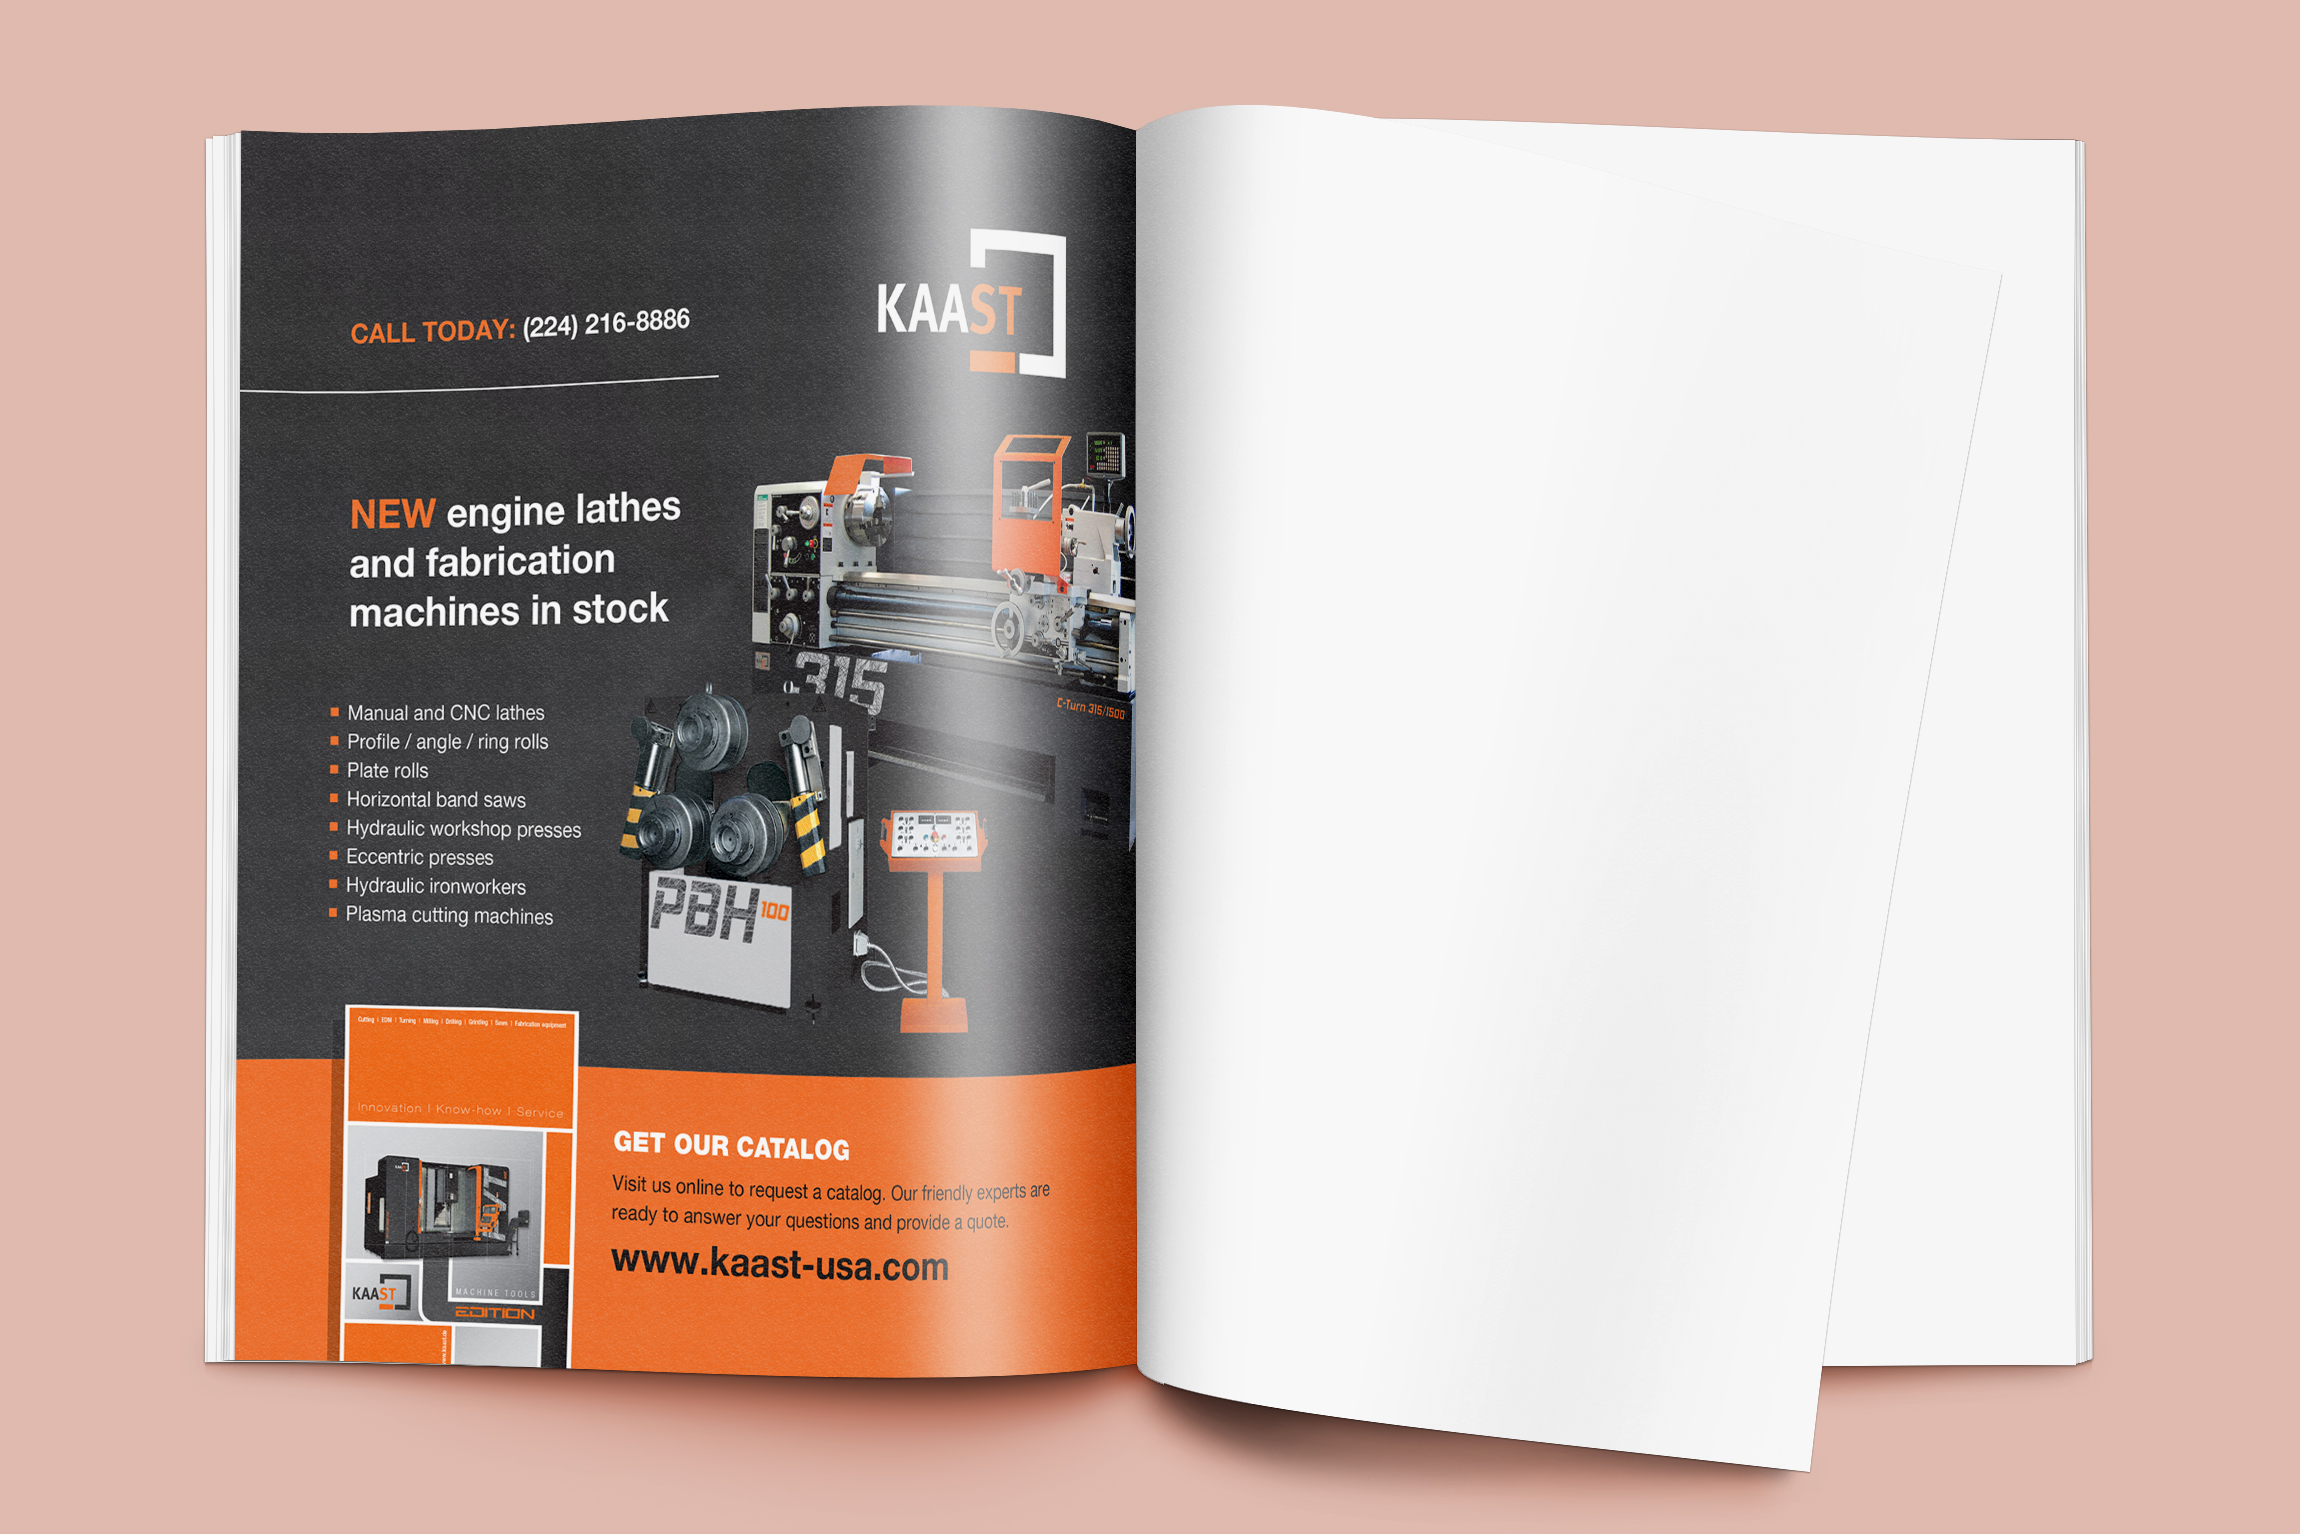 CALL TODAY: (224) 216-8886
KAAST
NEW engine lathes
and fabrication
machines in stock
315
C-Turn 315/1500
Manual and CNC lathes
Profile / angle / ring rolls
Plate rolls
Horizontal band saws
Hydraulic workshop presses
Eccentric presses
Hydraulic ironworkers
Plasma cutting machines
PBH 100
Cutting | EDM | Turning | Milling | Drilling | Grinding | Saws | Fabrication equipment
Innovation | Know-how | Service
KAAST
KAAST
MACHINE TOOLS
EDITION
www.kaast.de
GET OUR CATALOG
Visit us online to request a catalog. Our friendly experts are
ready to answer your questions and provide a quote.
www.kaast-usa.com